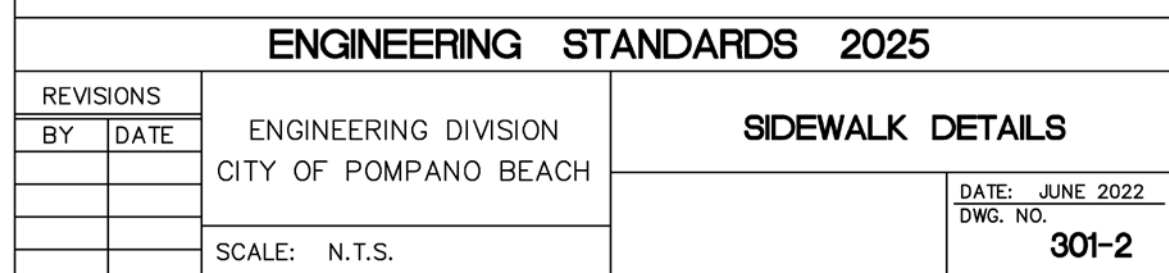 ENGINEERING STANDARDS 2025
REVISIONS
BY DATE
ENGINEERING DIVISION
CITY OF POMPANO BEACH
SCALE: N.T.S.
SIDEWALK DETAILS
DATE: JUNE 2022
DWG. NO.
301-2